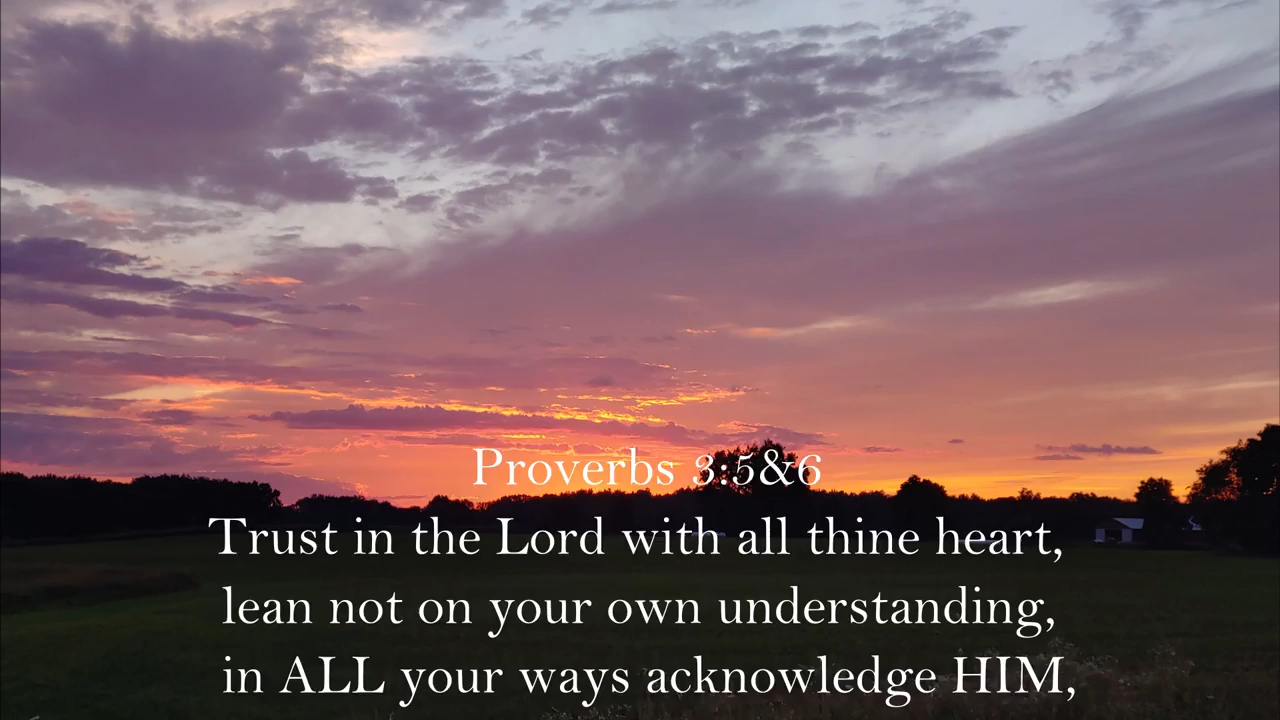 Proverbs 3:5&6
Trust in the Lord with all thine heart,
lean not on your own understanding,
in ALL your ways acknowledge HIM,